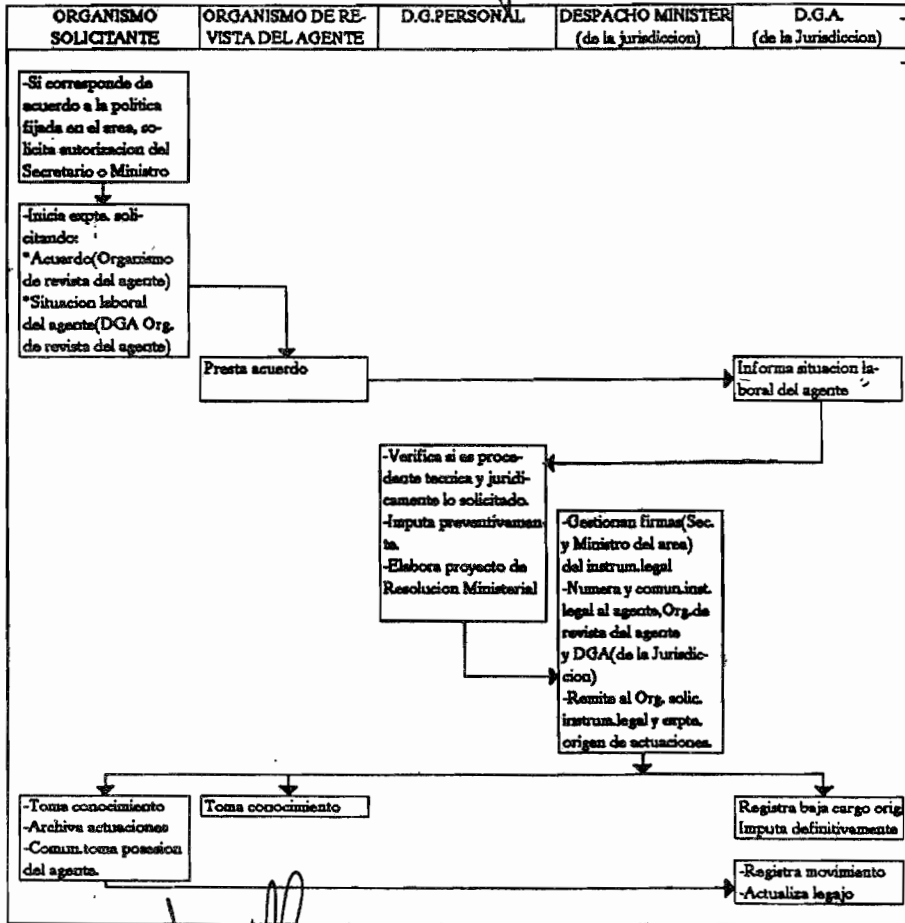 ORGANISMO
SOLICITANTE
ORGANISMO DE RE-
VISTA DEL AGENTE
D.G.PERSONAL
DESPACHO MINISTER
(de la jurisdiccion)
D.G.A.
(de la Jurisdiccion)
-Si corresponde de
acuerdo a la política
fijada en el area, so-
licita autorizacion del
Secretario o Ministro
-Inicia expte. soli-
citando:
*Acuerdo(Organismo
de revista del agente)
*Situacion laboral
del agente(DGA Org.
de revista del agente)
Presta acuerdo
Informa situacion la-
boral del agente
-Verifica si es proce-
dente tecnica y juridi-
camente lo solicitado.
-Imputa preventivamen-
te.
-Elabora proyecto de
Resolucion Ministerial
-Gestionan firmas(Sec.
y Ministro del area)
del instrum.legal
-Numera y comun.inst.
legal al agente,Org.de
revista del agente
y DGA(de la Jurisdic-
cion)
-Remite al Org. solic.
instrum.legal y expte.
origen de actuaciones.
-Toma conocimiento
-Archiva actuaciones
-Comun.toma posesion
del agente.
Toma conocimiento
Registra baja cargo orig
Imputa definitivamente
-Registra movimiento
-Actualiza legajo